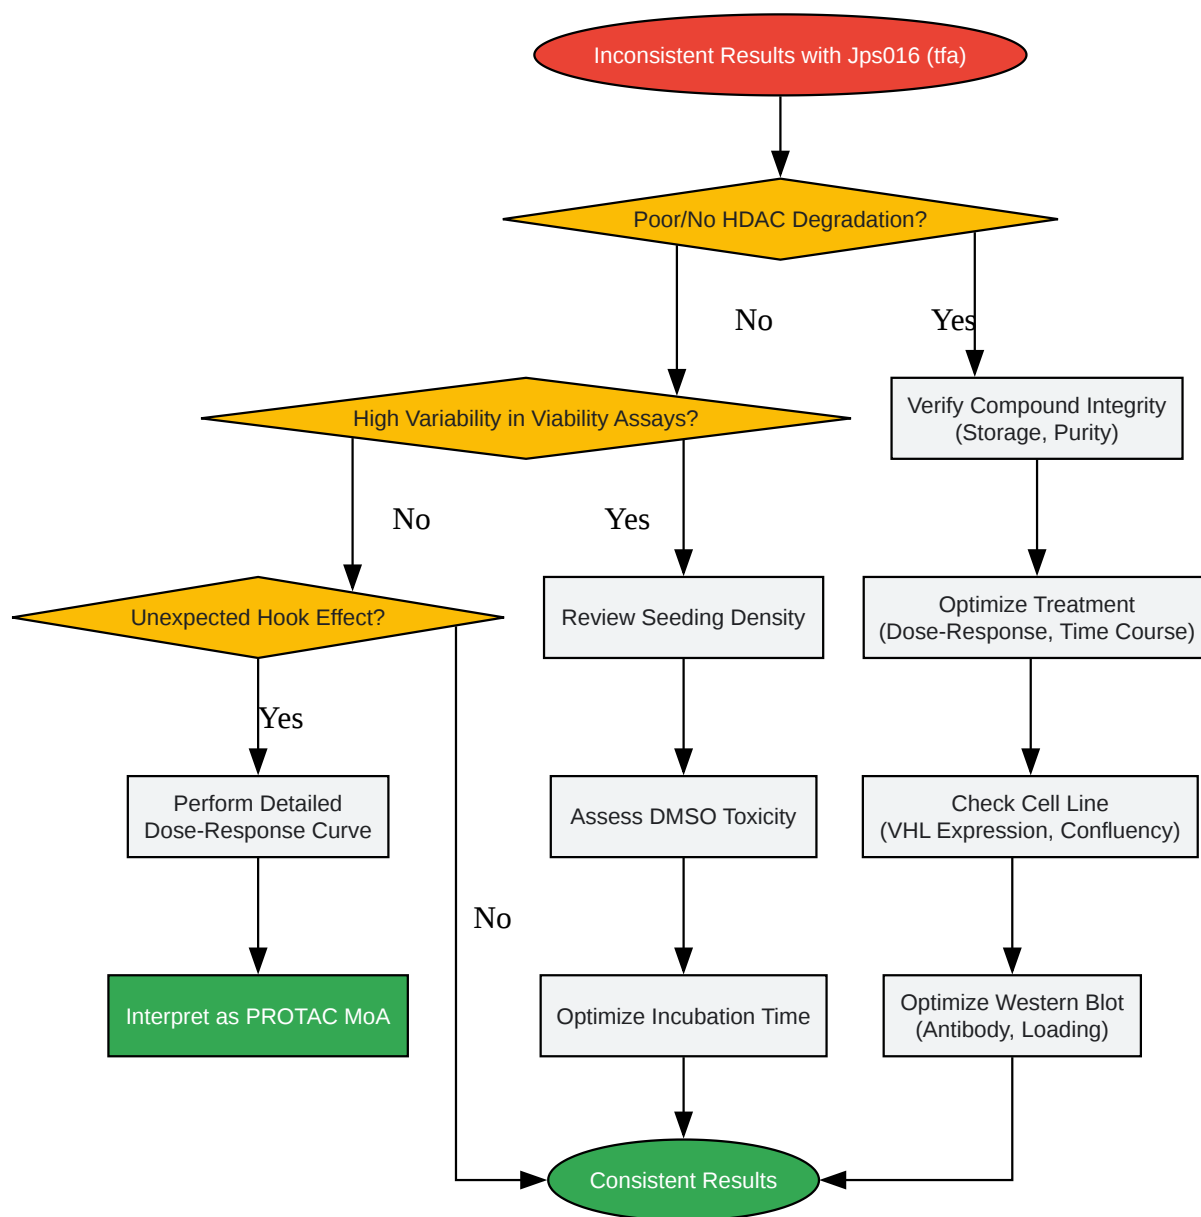 Inconsistent Results with Jps016 (tfa)
Poor/No HDAC Degradation?
No
Yes
High Variability in Viability Assays?
Verify Compound Integrity
(Storage, Purity)
No
Yes
Unexpected Hook Effect?
Review Seeding Density
Optimize Treatment
(Dose-Response, Time Course)
Yes
Perform Detailed
Dose-Response Curve
Assess DMSO Toxicity
Check Cell Line
(VHL Expression, Confluency)
No
Interpret as PROTAC MoA
Optimize Incubation Time
Optimize Western Blot
(Antibody, Loading)
Consistent Results